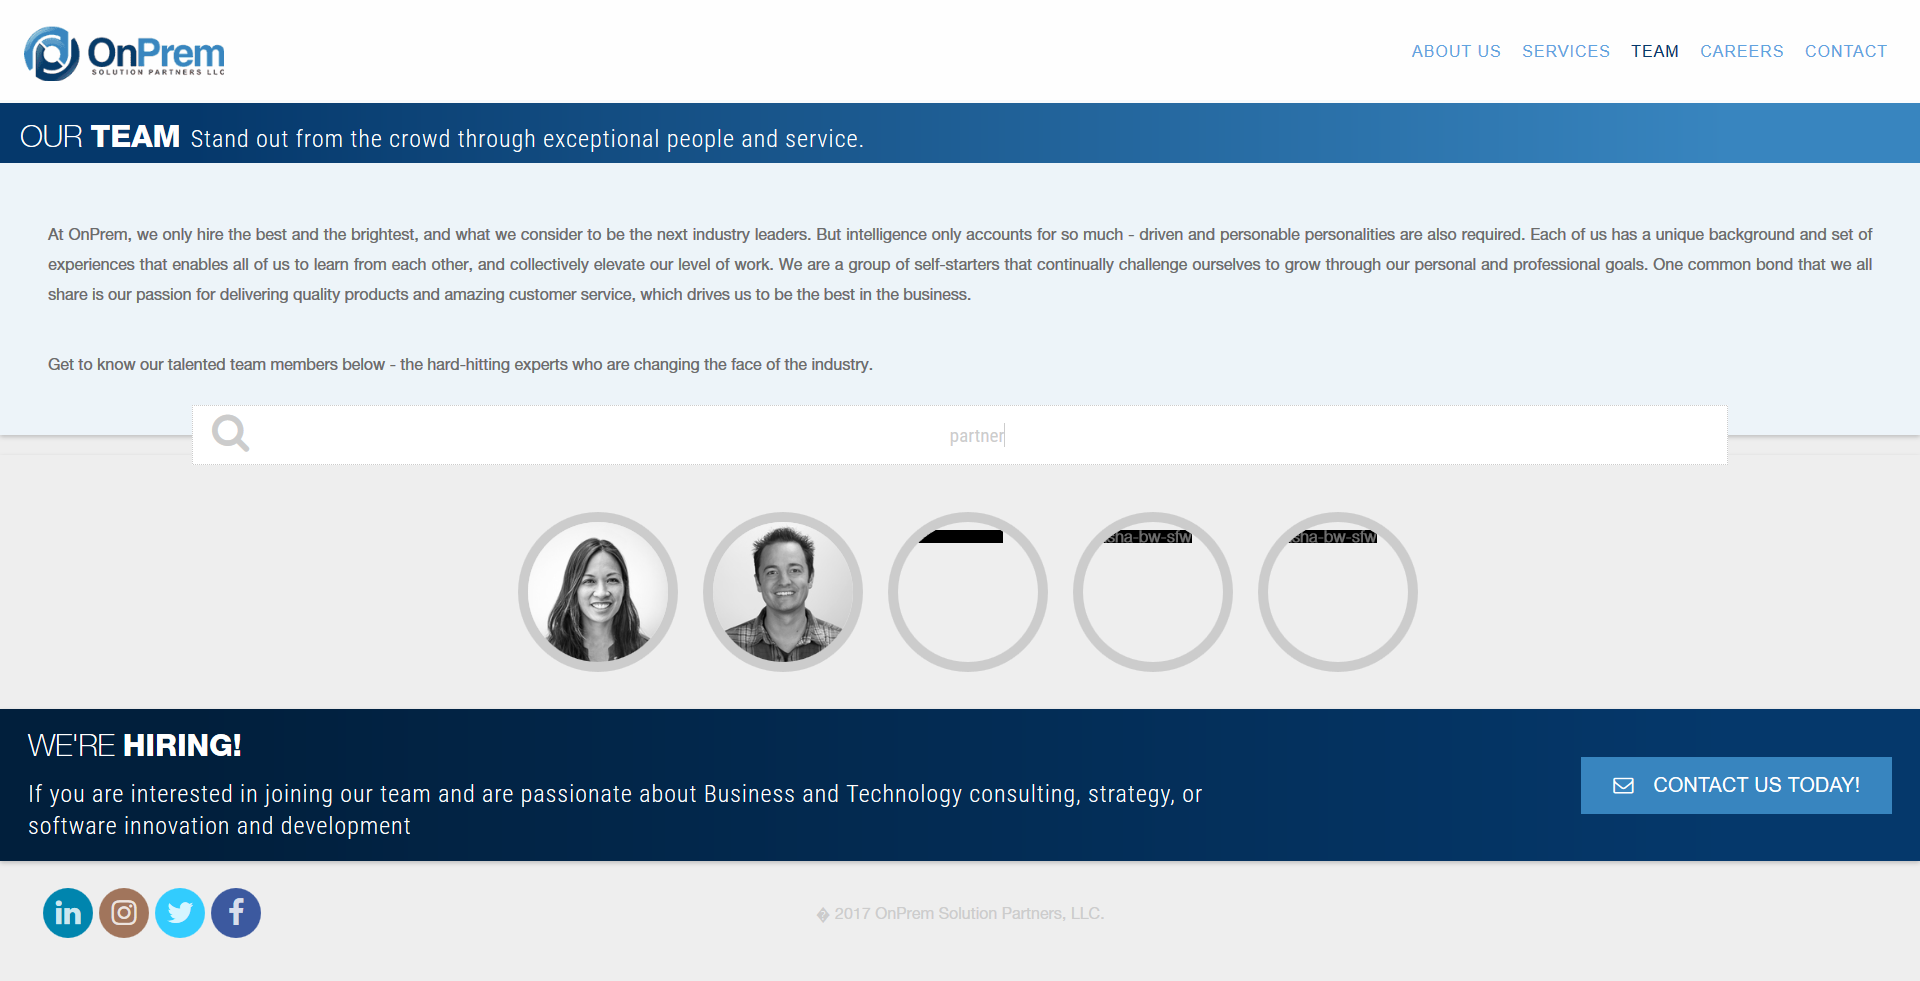 OnPrem
SOLUTION PARTNERS LLC
ABOUT US SERVICES TEAM CAREERS CONTACT
OUR TEAM Stand out from the crowd through exceptional people and service.
At OnPrem, we only hire the best and the brightest, and what we consider to be the next industry leaders. But intelligence only accounts for so much - driven and personable personalities are also required. Each of us has a unique background and set of
experiences that enables all of us to learn from each other, and collectively elevate our level of work. We are a group of self-starters that continually challenge ourselves to grow through our personal and professional goals. One common bond that we all
share is our passion for delivering quality products and amazing customer service, which drives us to be the best in the business.
Get to know our talented team members below - the hard-hitting experts who are changing the face of the industry.
partner
sha-bw-sfw sha-bw-sfw
WE'RE HIRING!
If you are interested in joining our team and are passionate about Business and Technology consulting, strategy, or
software innovation and development
CONTACT US TODAY!
� 2017 OnPrem Solution Partners, LLC.